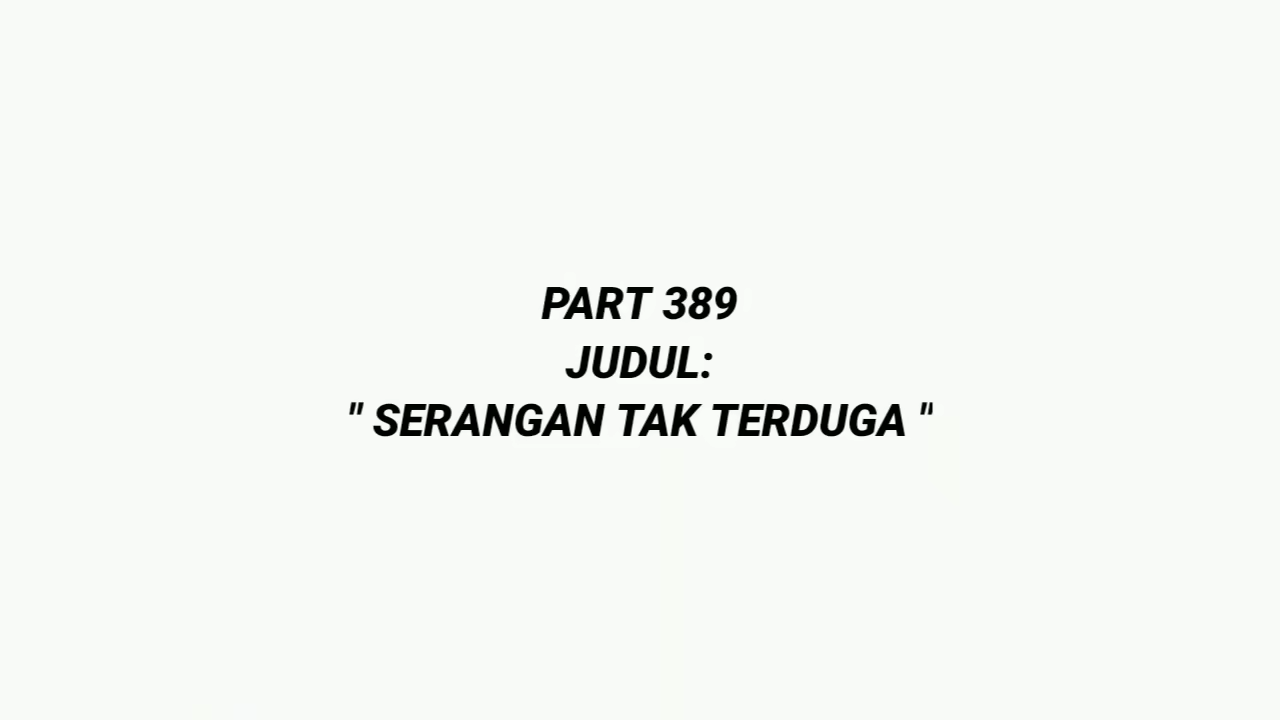 PART 389
JUDUL:
" SERANGAN TAK TERDUGA "